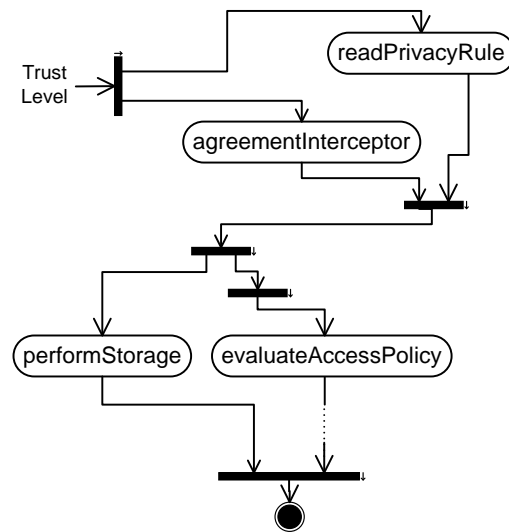 readPrivacyRule
Trust
Level
agreementInterceptor
performStorage
evaluateAccessPolicy